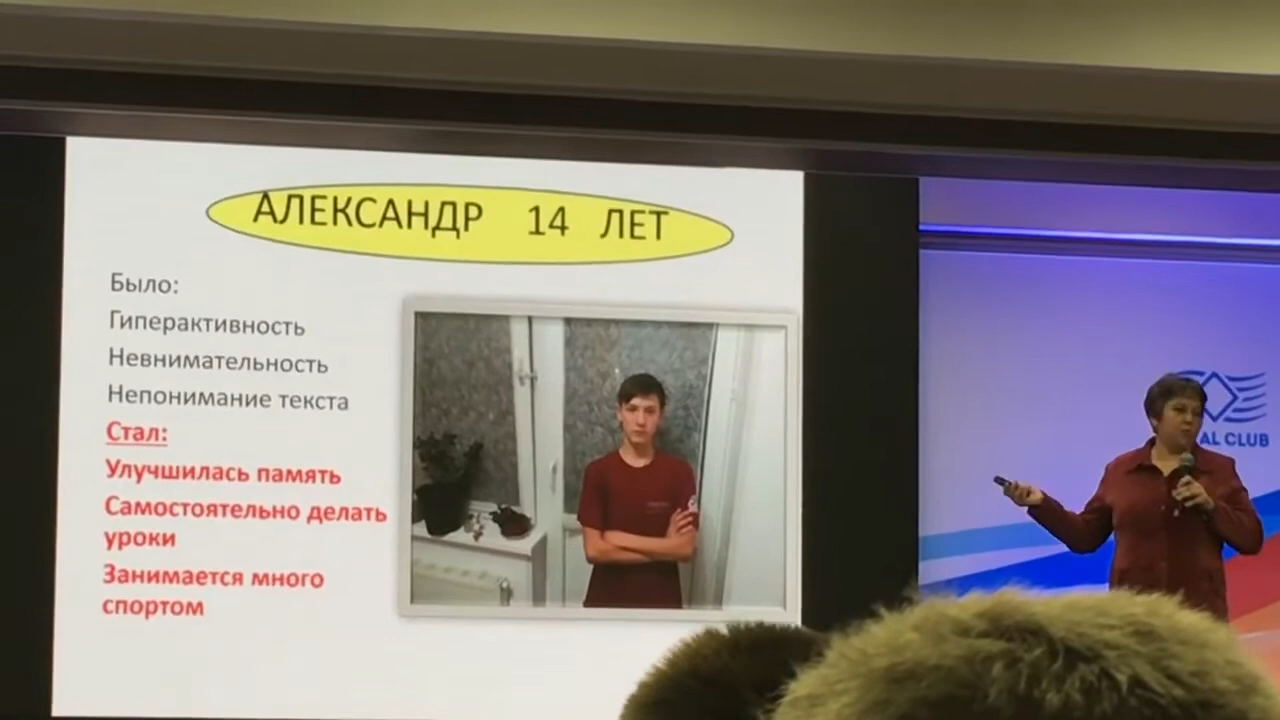 АЛЕКСАНДР 14 ЛЕТ
Было:
Гиперактивность
Невнимательность
Непонимание текста
Стал:
Улучшилась память
Самостоятельно делать
уроки
Занимается много
спортом
AL CLUB